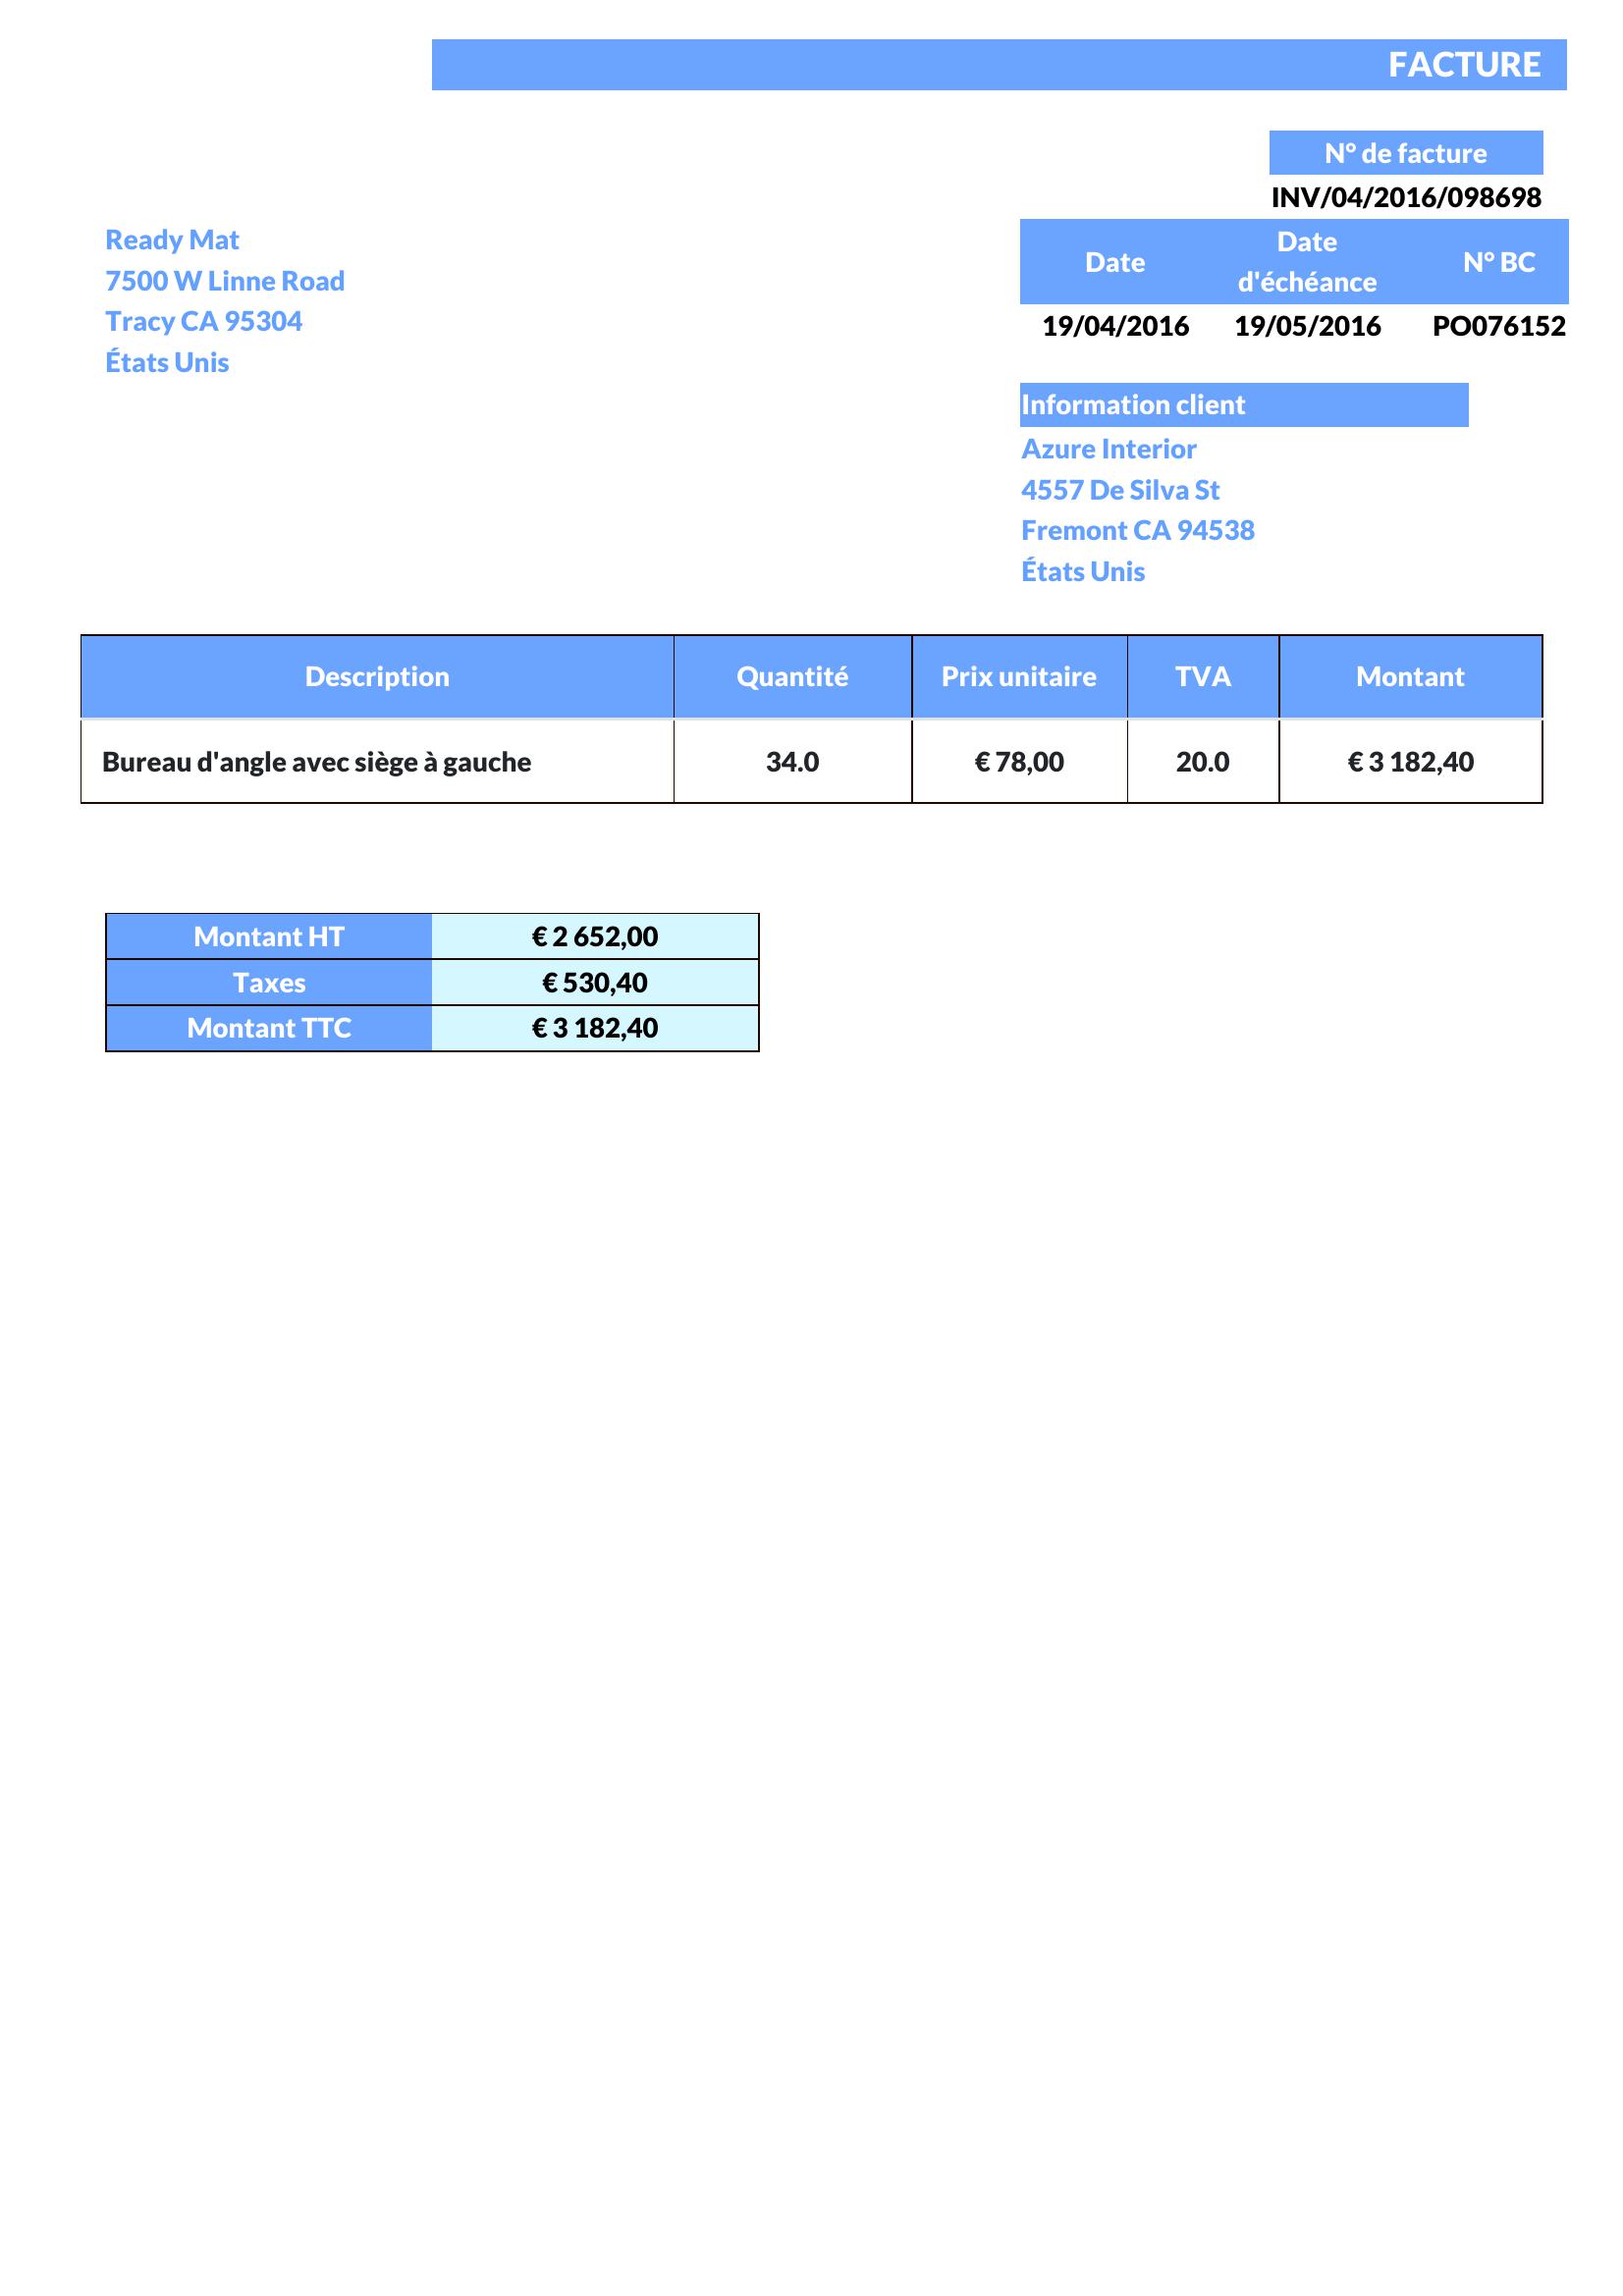 FACTURE
N° de facture
INV/04/2016/098698
Ready Mat
7500 W Linne Road
Tracy CA 95304
États Unis
Date Date d'échéance N° BC
19/04/2016 19/05/2016 PO076152
Information client
Azure Interior
4557 De Silva St
Fremont CA 94538
États Unis
Description Quantité Prix unitaire TVA Montant
Bureau d'angle avec siège à gauche 34.0 € 78,00 20.0 € 3 182,40
Montant HT € 2 652,00
Taxes € 530,40
Montant TTC € 3 182,40